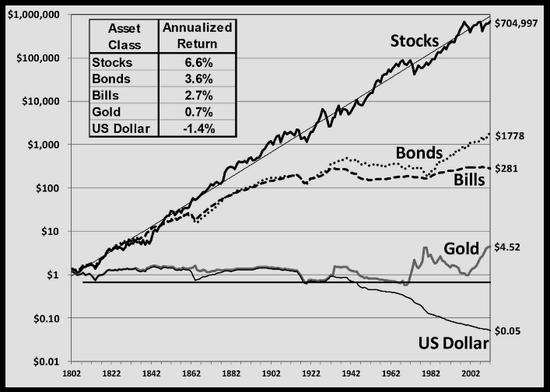 $1,000,000
$100,000
$10,000
$1,000
$100
$10
$1
$0.10
$0.01
Asset Class Annualized Return
Stocks 6.6%
Bonds 3.6%
Bills 2.7%
Gold 0.7%
US Dollar -1.4%
Stocks
$704,997
Bonds
$1778
Bills
$281
Gold
$4.52
US Dollar
$0.05
1802 1822 1842 1862 1882 1902 1922 1942 1962 1982 2002